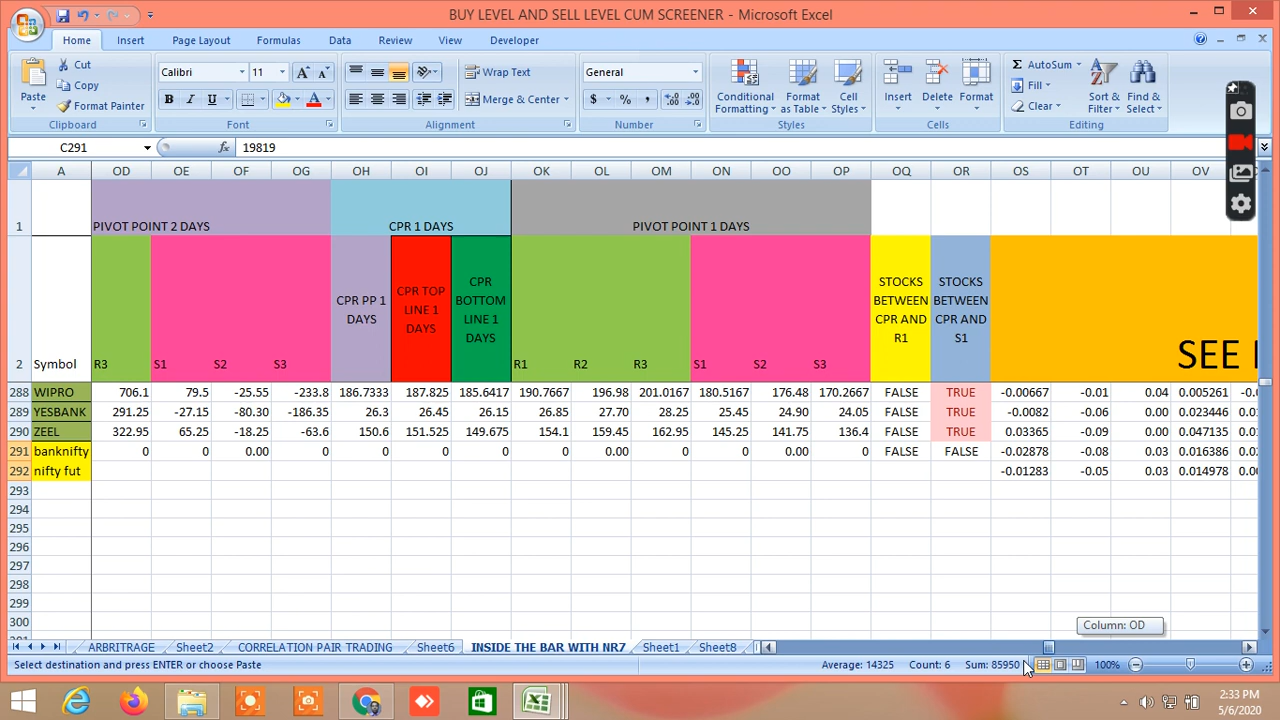 BUY LEVEL AND SELL LEVEL CUM SCREENER - Microsoft Excel
Home Insert Page Layout Formulas Data Review View Developer
Paste
Cut
Copy
Format Painter
Clipboard
Calibri 11
B I U
Font
Wrap Text
Merge & Center
Alignment
General
$ % ,
Number
Conditional Formatting
Format as Table
Cell Styles
Styles
Insert Delete Format
Cells
AutoSum
Fill
Clear
Sort & Filter
Find & Select
Editing
C291 fx 19819
A OD OE OF OG OH OI OJ OK OL OM ON OO OP OQ OR OS OT OU OV
1 PIVOT POINT 2 DAYS CPR 1 DAYS PIVOT POINT 1 DAYS
2 Symbol R3 S1 S2 S3 CPR PP 1 DAYS CPR TOP LINE 1 DAYS CPR BOTTOM LINE 1 DAYS R1 R2 R3 S1 S2 S3 STOCKS BETWEEN CPR AND R1 STOCKS BETWEEN CPR AND S1 SEE
288 WIPRO 706.1 79.5 -25.55 -233.8 186.7333 187.825 185.6417 190.7667 196.98 201.0167 180.5167 176.48 170.2667 FALSE TRUE -0.00667 -0.01 0.04 0.005261
289 YESBANK 291.25 -27.15 -80.30 -186.35 26.3 26.45 26.15 26.85 27.70 28.25 25.45 24.90 24.05 FALSE TRUE -0.0082 -0.06 0.00 0.023446
290 ZEEL 322.95 65.25 -18.25 -63.6 150.6 151.525 149.675 154.1 159.45 162.95 145.25 141.75 136.4 FALSE TRUE 0.03365 -0.09 0.00 0.047135
291 banknifty 0 0 0.00 0 0 0 0 0 0.00 0 0 0.00 0 FALSE FALSE -0.02878 -0.08 0.02 0.016386
292 nifty fut -0.01283 -0.05 0.03 0.014978
293
294
295
296
297
298
299
300
Column: OD
ARBITRAGE Sheet2 CORRELATION PAIR TRADING Sheet6 INSIDE THE BAR WITH NR7 Sheet1 Sheet8
Select destination and press ENTER or choose Paste Average: 14325 Count: 6 Sum: 85950 100%
2:33 PM
5/6/2020